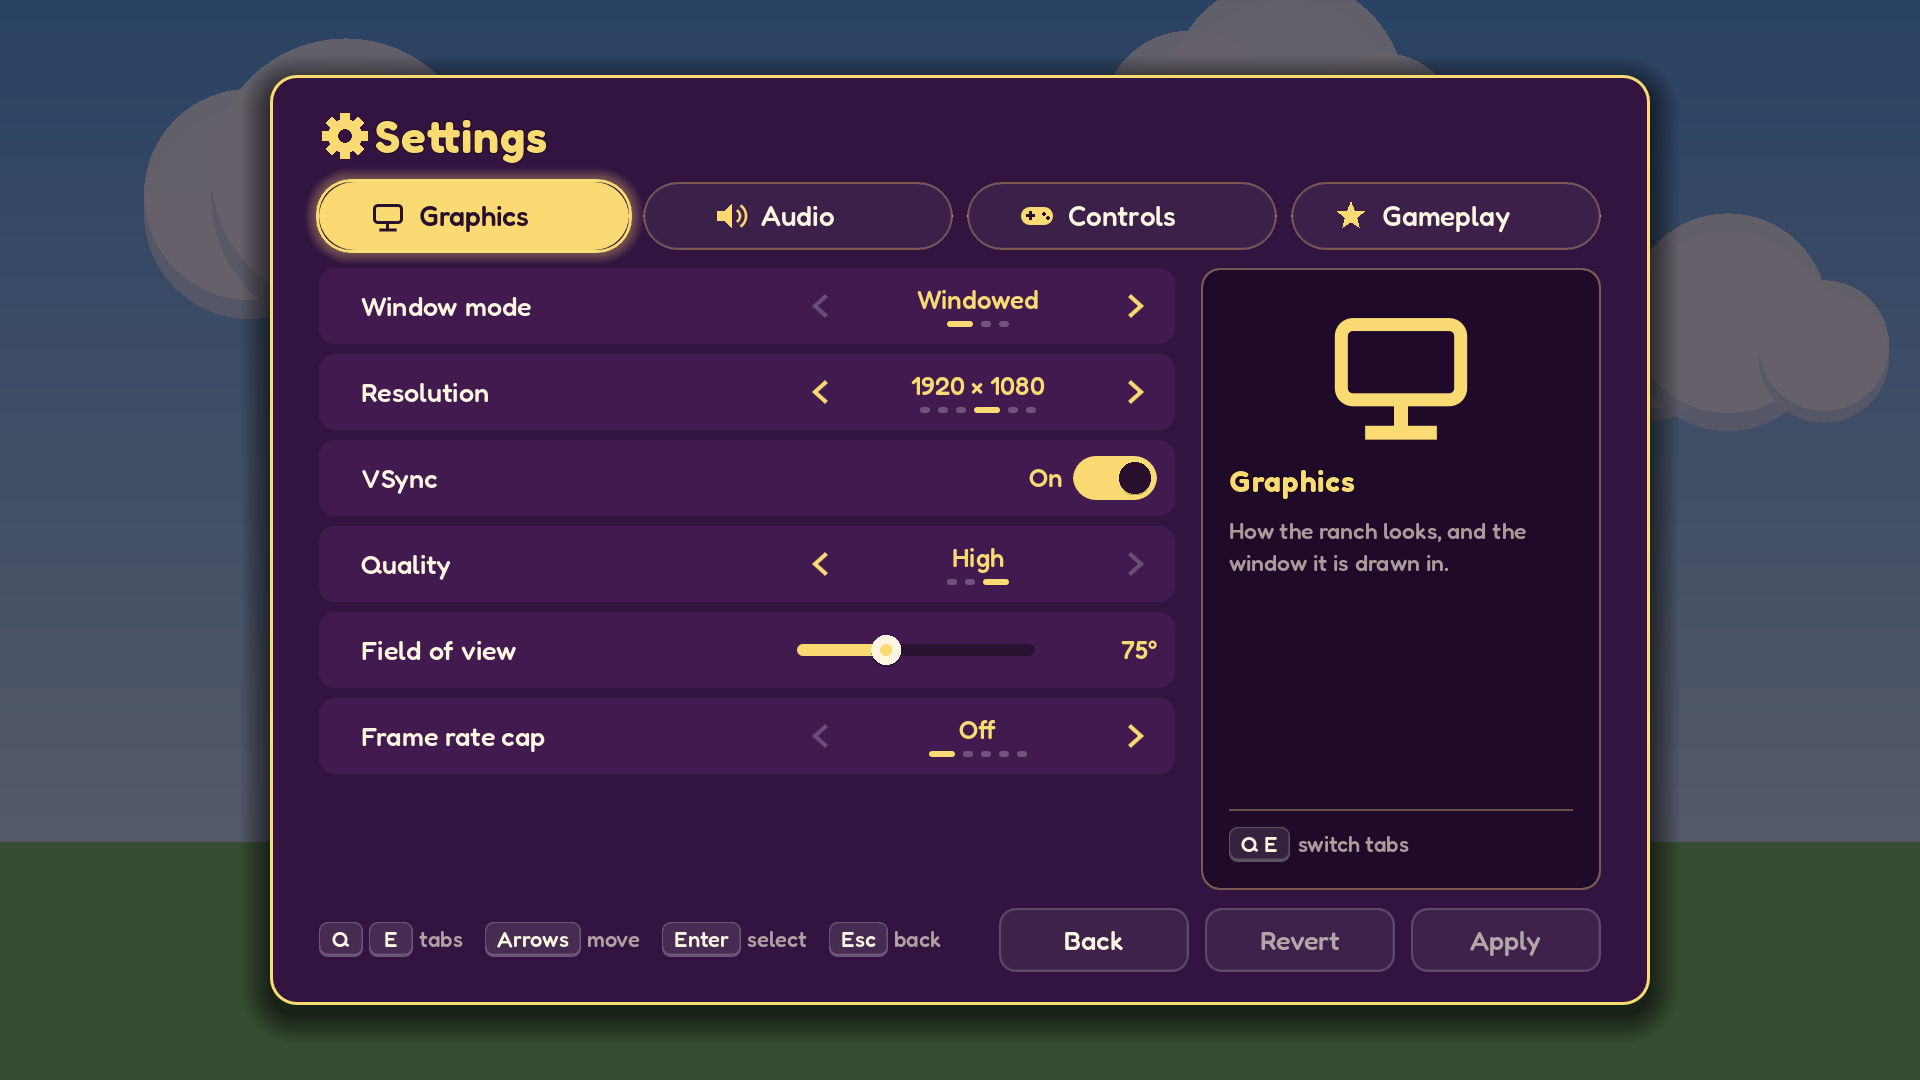 Settings
Graphics
Audio
Controls
Gameplay
Window mode
Windowed
Resolution
1920 × 1080
VSync
On
Quality
High
Field of view
75°
Frame rate cap
Off
Graphics
How the ranch looks, and the
window it is drawn in.
Q E switch tabs
Q E tabs Arrows move Enter select Esc back
Back
Revert
Apply